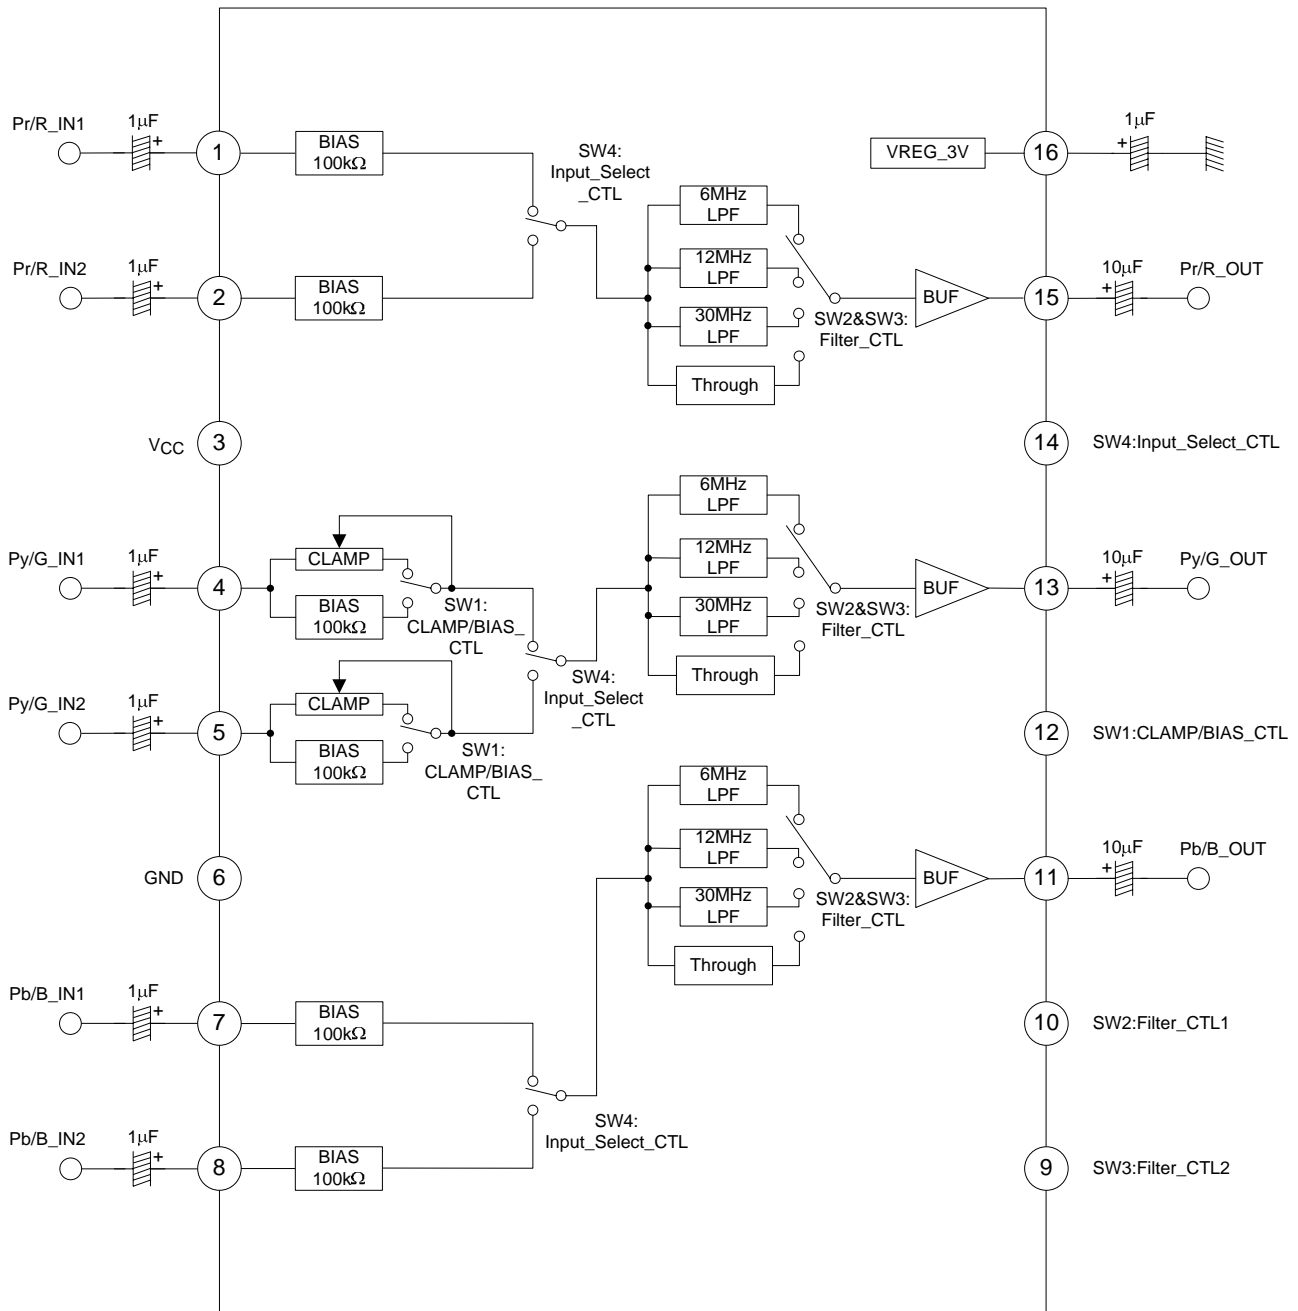 Pr/R_IN1
1µF
+
1
BIAS
100kΩ
SW4:
Input_Select
_CTL
VREG_3V
16
1µF
+
6MHz
LPF
Pr/R_IN2
1µF
+
2
BIAS
100kΩ
12MHz
LPF
30MHz
LPF
Through
SW2&SW3:
Filter_CTL
BUF
15
10µF
+
Pr/R_OUT
VCC
3
14
SW4:Input_Select_CTL
Py/G_IN1
1µF
+
4
CLAMP
BIAS
100kΩ
SW1:
CLAMP/BIAS_
CTL
6MHz
LPF
12MHz
LPF
30MHz
LPF
Through
SW2&SW3:
Filter_CTL
BUF
13
10µF
+
Py/G_OUT
SW4:
Input_Select
_CTL
Py/G_IN2
1µF
+
5
CLAMP
BIAS
100kΩ
SW1:
CLAMP/BIAS_
CTL
12
SW1:CLAMP/BIAS_CTL
GND
6
6MHz
LPF
12MHz
LPF
30MHz
LPF
Through
SW2&SW3:
Filter_CTL
BUF
11
10µF
+
Pb/B_OUT
Pb/B_IN1
1µF
+
7
BIAS
100kΩ
10
SW2:Filter_CTL1
SW4:
Input_Select_CTL
Pb/B_IN2
1µF
+
8
BIAS
100kΩ
9
SW3:Filter_CTL2